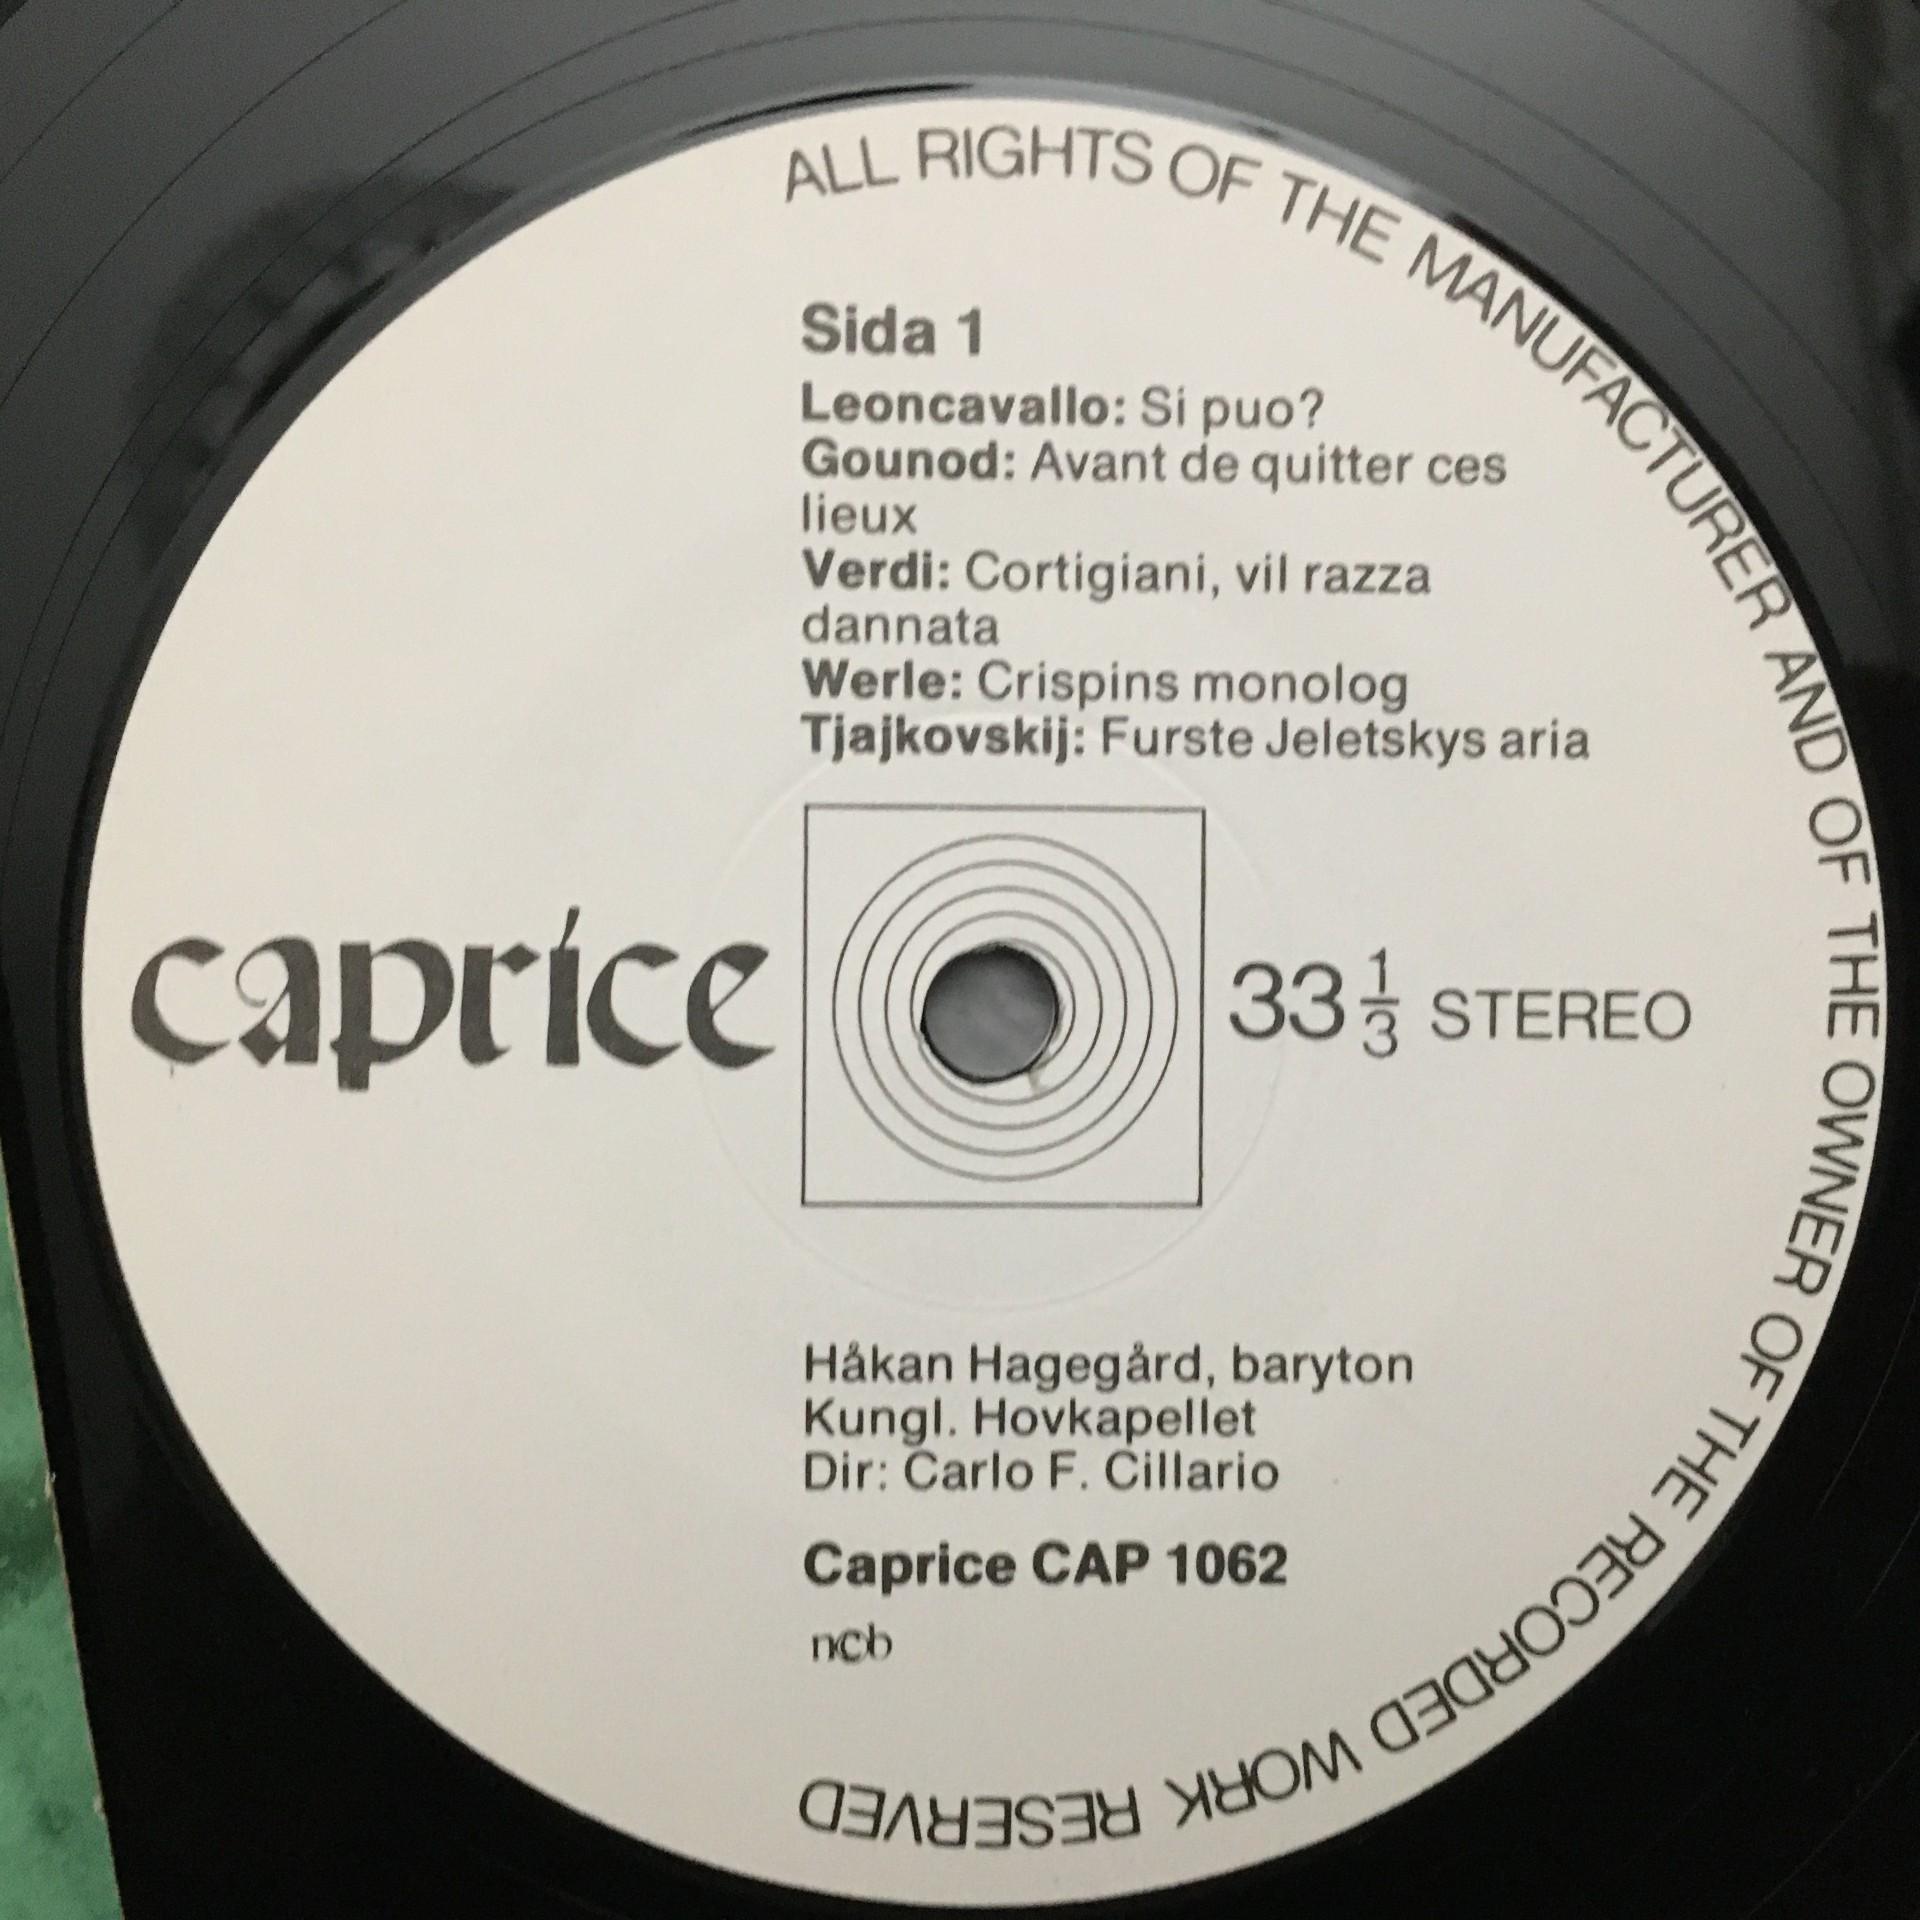 ALL RIGHTS OF THE MANUFACTURER AND OF THE OWNER OF THE RECORDED WORK RESERVED
Sida 1
Leoncavallo: Si puo?
Gounod: Avant de quitter ces
lieux
Verdi: Cortigiani, vil razza
dannata
Werle: Crispins monolog
Tjajkovskij: Furste Jeletskys aria
caprice
33 1/3 STEREO
Håkan Hagegård, baryton
Kungl. Hovkapellet
Dir: Carlo F. Cillario
Caprice CAP 1062
ncb